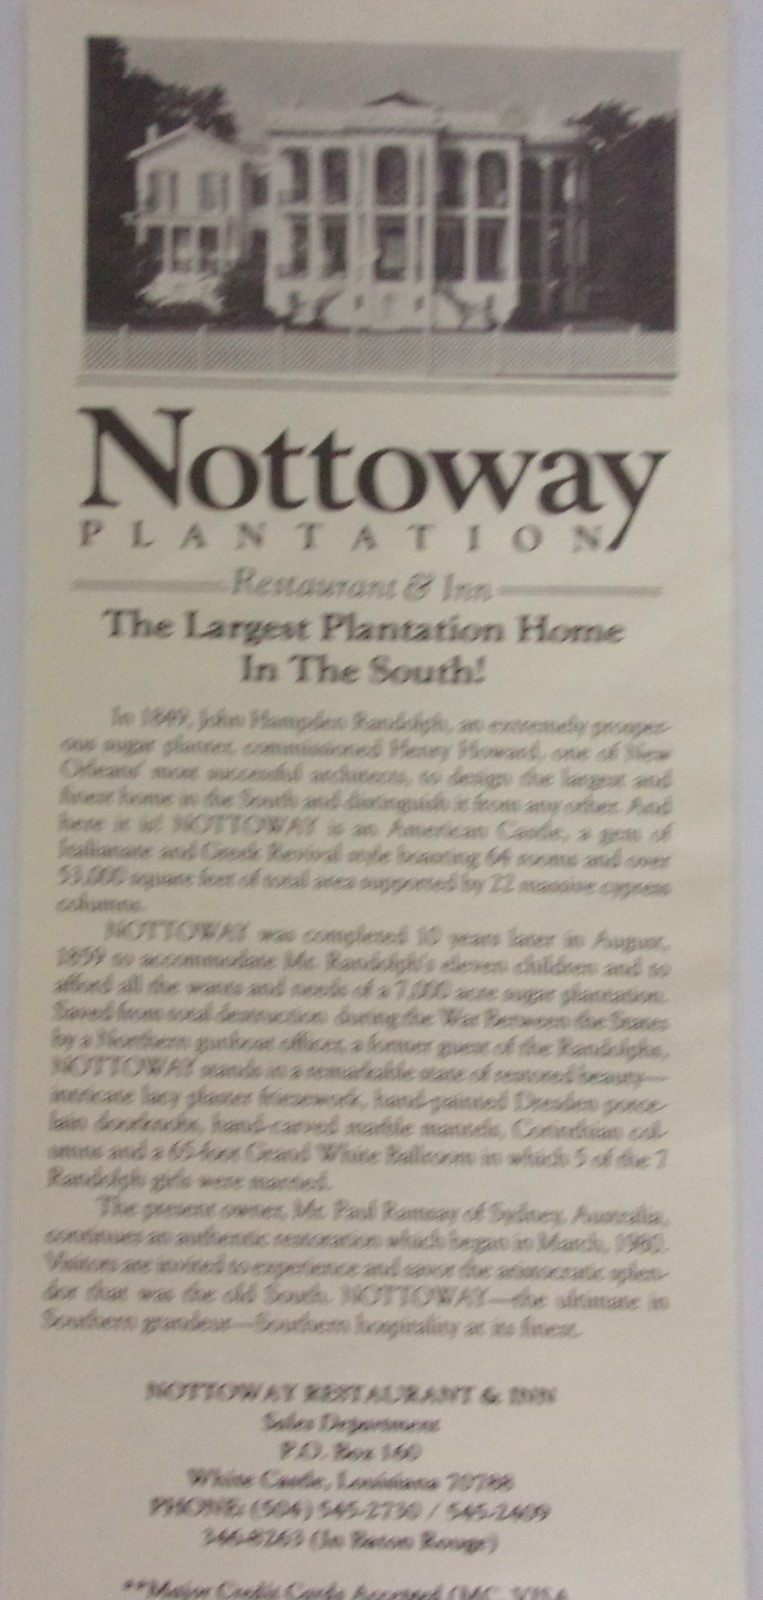 Nottoway
PLANTATION
Restaurant & Inn
The Largest Plantation Home
In The South!
In 1849, John Hampden Randolph, an extremely prosper-
ous sugar planter, commissioned Henry Howard, one of New
Orleans' most successful architects, to design the largest and
finest home in the South and distinguish it from any other. And
here it is! NOTTOWAY is an American Castle, a gem of
Italianate and Greek Revival style boasting 64 rooms and over
53,000 square feet of total area supported by 22 massive cypress
columns.
NOTTOWAY was completed 10 years later in August,
1859 to accommodate Mr. Randolph's eleven children and to
afford all the wants and needs of a 7,000 acre sugar plantation.
Saved from total destruction during the War Between the States
by a Northern gunboat officer, a former guest of the Randolphs,
NOTTOWAY stands in a remarkable state of restored beauty—
intricate lacy plaster friezework, hand-painted Dresden porce-
lain doorknobs, hand-carved marble mantels, Corinthian col-
umns and a 65-foot Grand White Ballroom in which 5 of the 7
Randolph girls were married.
The present owner, Mr. Paul Ramsay of Sydney, Australia,
continues an authentic restoration which began in March, 1980.
Visitors are invited to experience and savor the aristocratic splen-
dor that was the old South. NOTTOWAY—the ultimate in
Southern grandeur—Southern hospitality at its finest.
NOTTOWAY RESTAURANT & INN
Sales Department
P.O. Box 160
White Castle, Louisiana 70788
PHONE: (504) 545-2730 / 545-2409
346-8263 (In Baton Rouge)
**Major Credit Cards Accepted (MC, VISA